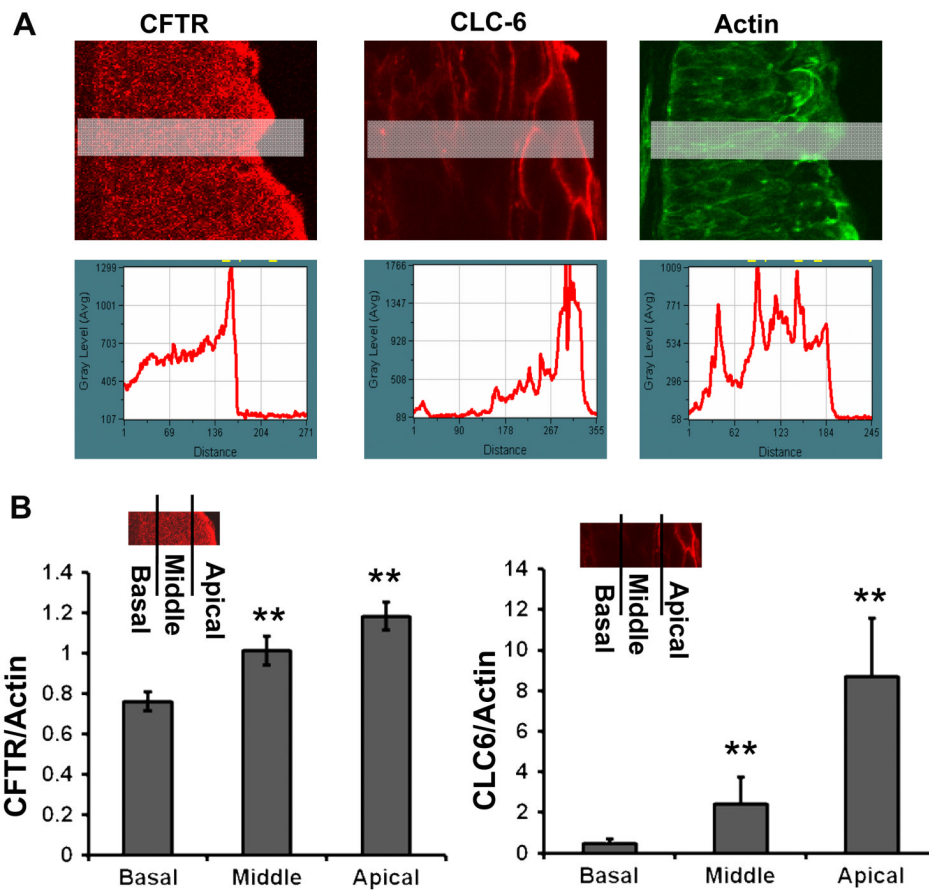 A
CFTR
CLC-6
Actin
Gray Level (Avg)
1299
1001
703
405
107
1
69
136
204
271
Distance
Gray Level (Avg)
1766
1347
928
508
89
1
90
178
267
355
Distance
Gray Level (Avg)
1009
771
534
296
58
1
62
123
184
245
Distance
B
Basal
Middle
Apical
CFTR/Actin
1.4
1.2
1
0.8
0.6
0.4
0.2
0
**
**
Basal
Middle
Apical
Basal
Middle
Apical
CLC6/Actin
14
12
10
8
6
4
2
0
**
**
Basal
Middle
Apical